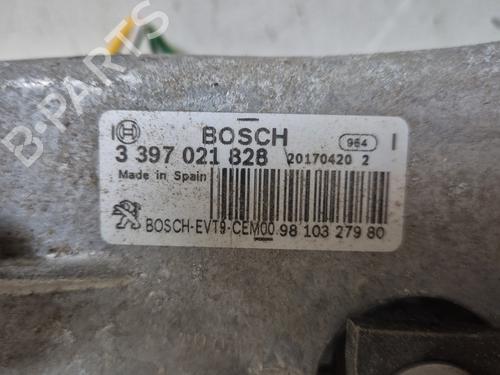 BOSCH
964
3 397 021 828 20170420 2
Made in Spain
BOSCH-EVT9-CEM00.98 103 279 80
B-PARTS